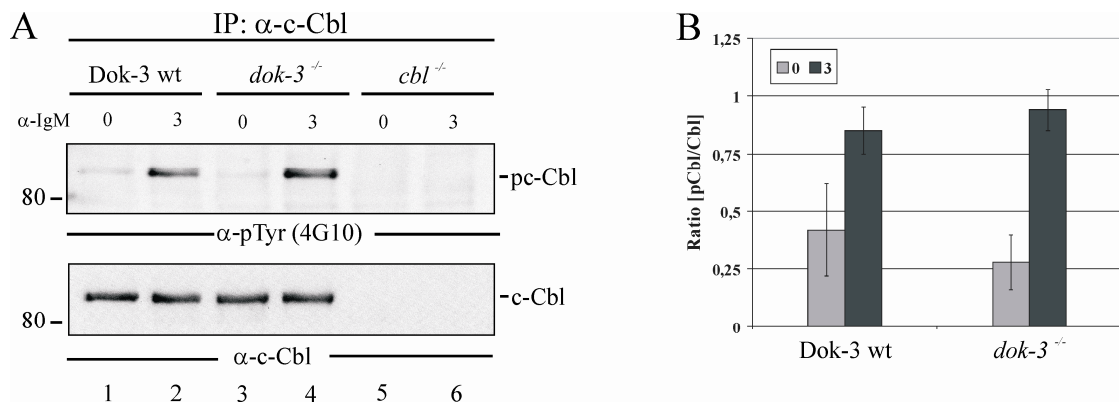 A
IP: α-c-Cbl
Dok-3 wt dok-3 -/- cbl -/-
α-IgM 0 3 0 3 0 3
80 pc-Cbl
α-pTyr (4G10)
80 c-Cbl
α-c-Cbl
1 2 3 4 5 6
B
1,25
1
0,75
0,5
0,25
0
Ratio [pCbl/Cbl]
0 3
Dok-3 wt dok-3 -/-